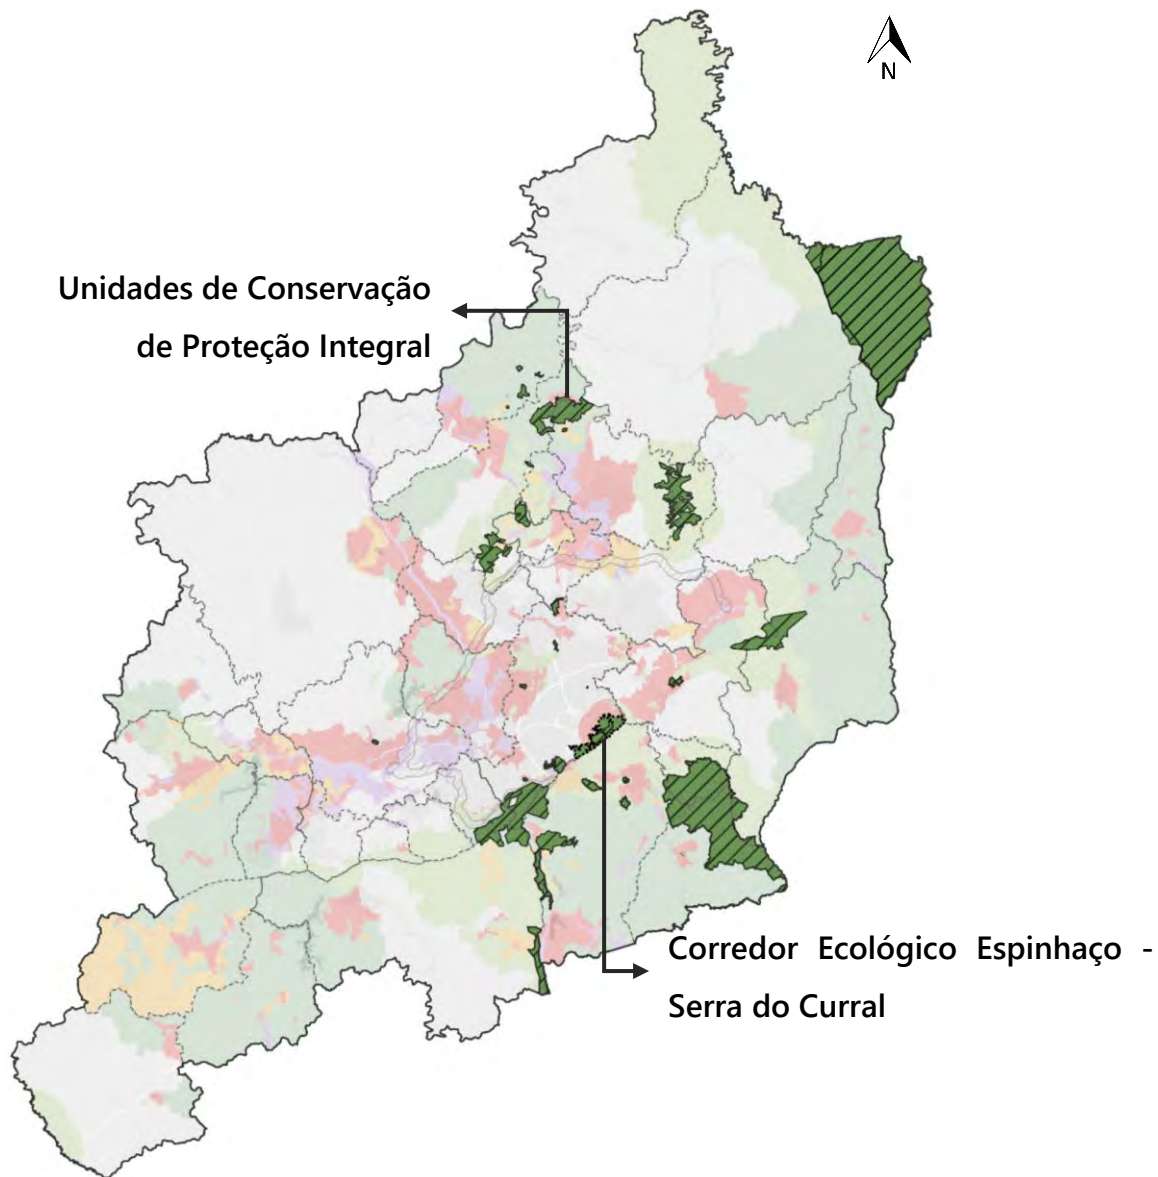 N
Unidades de Conservação
de Proteção Integral
Corredor Ecológico Espinhaço -
Serra do Curral